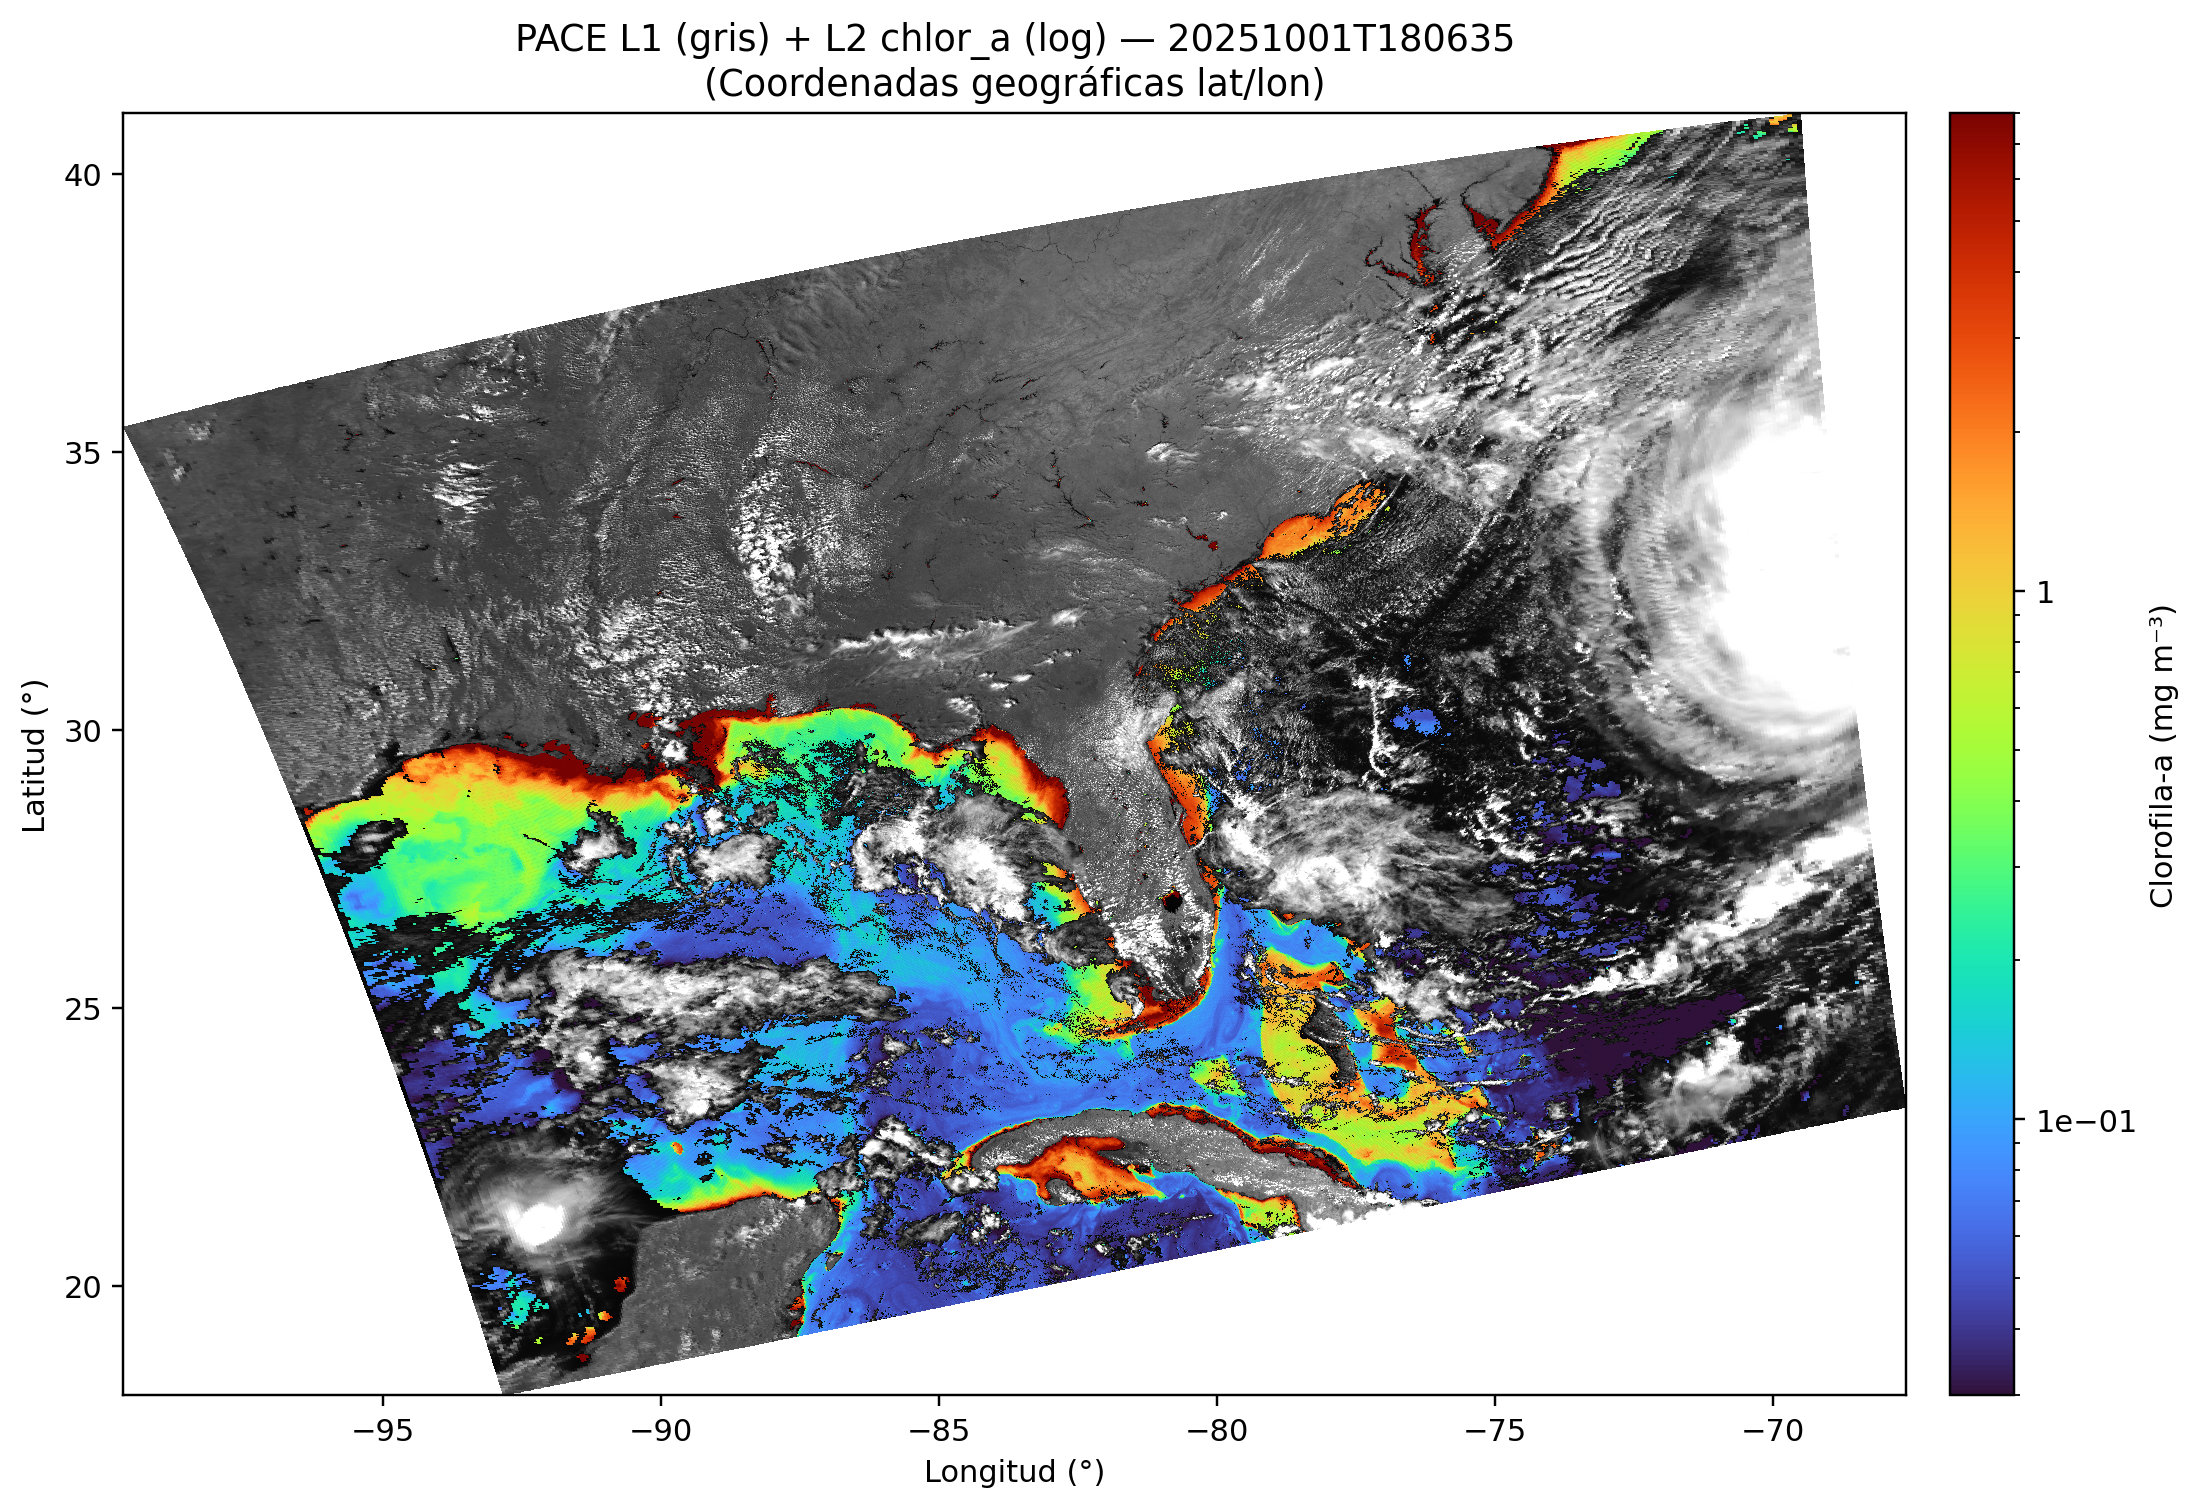 PACE L1 (gris) + L2 chlor_a (log) — 20251001T180635
(Coordenadas geográficas lat/lon)
Latitud (°)
40
35
30
25
20
−95
−90
−85
−80
−75
−70
Longitud (°)
1
1e−01
Clorofila-a (mg m⁻³)